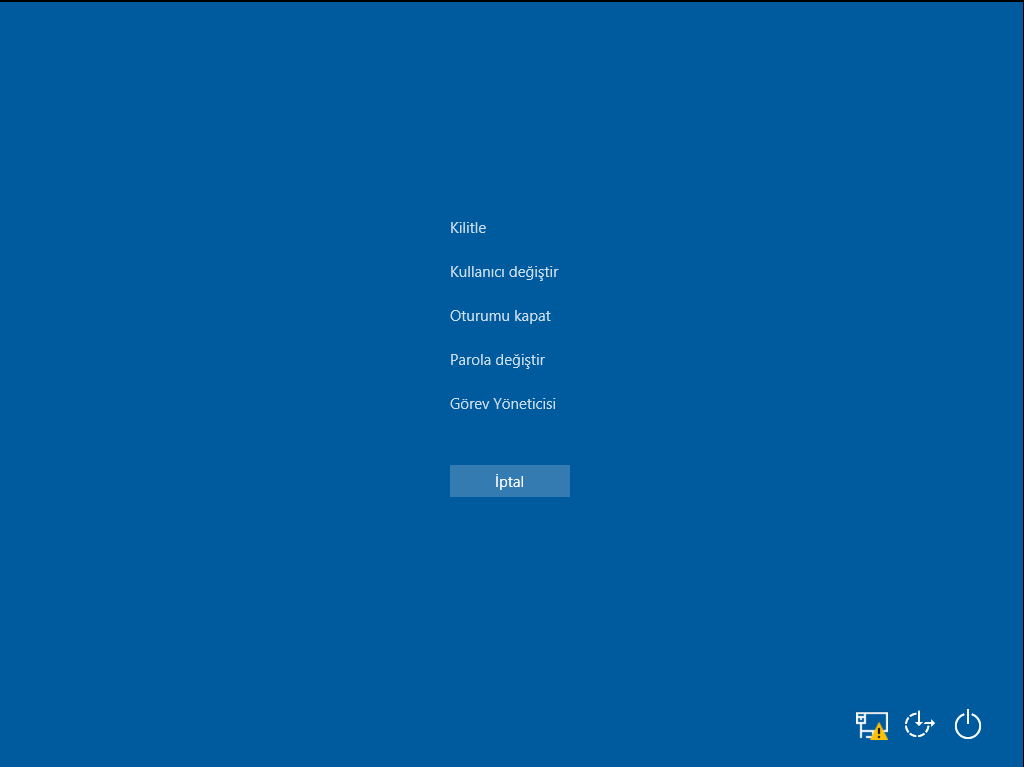 Kilitle
Kullanıcı değiştir
Oturumu kapat
Parola değiştir
Görev Yöneticisi
İptal